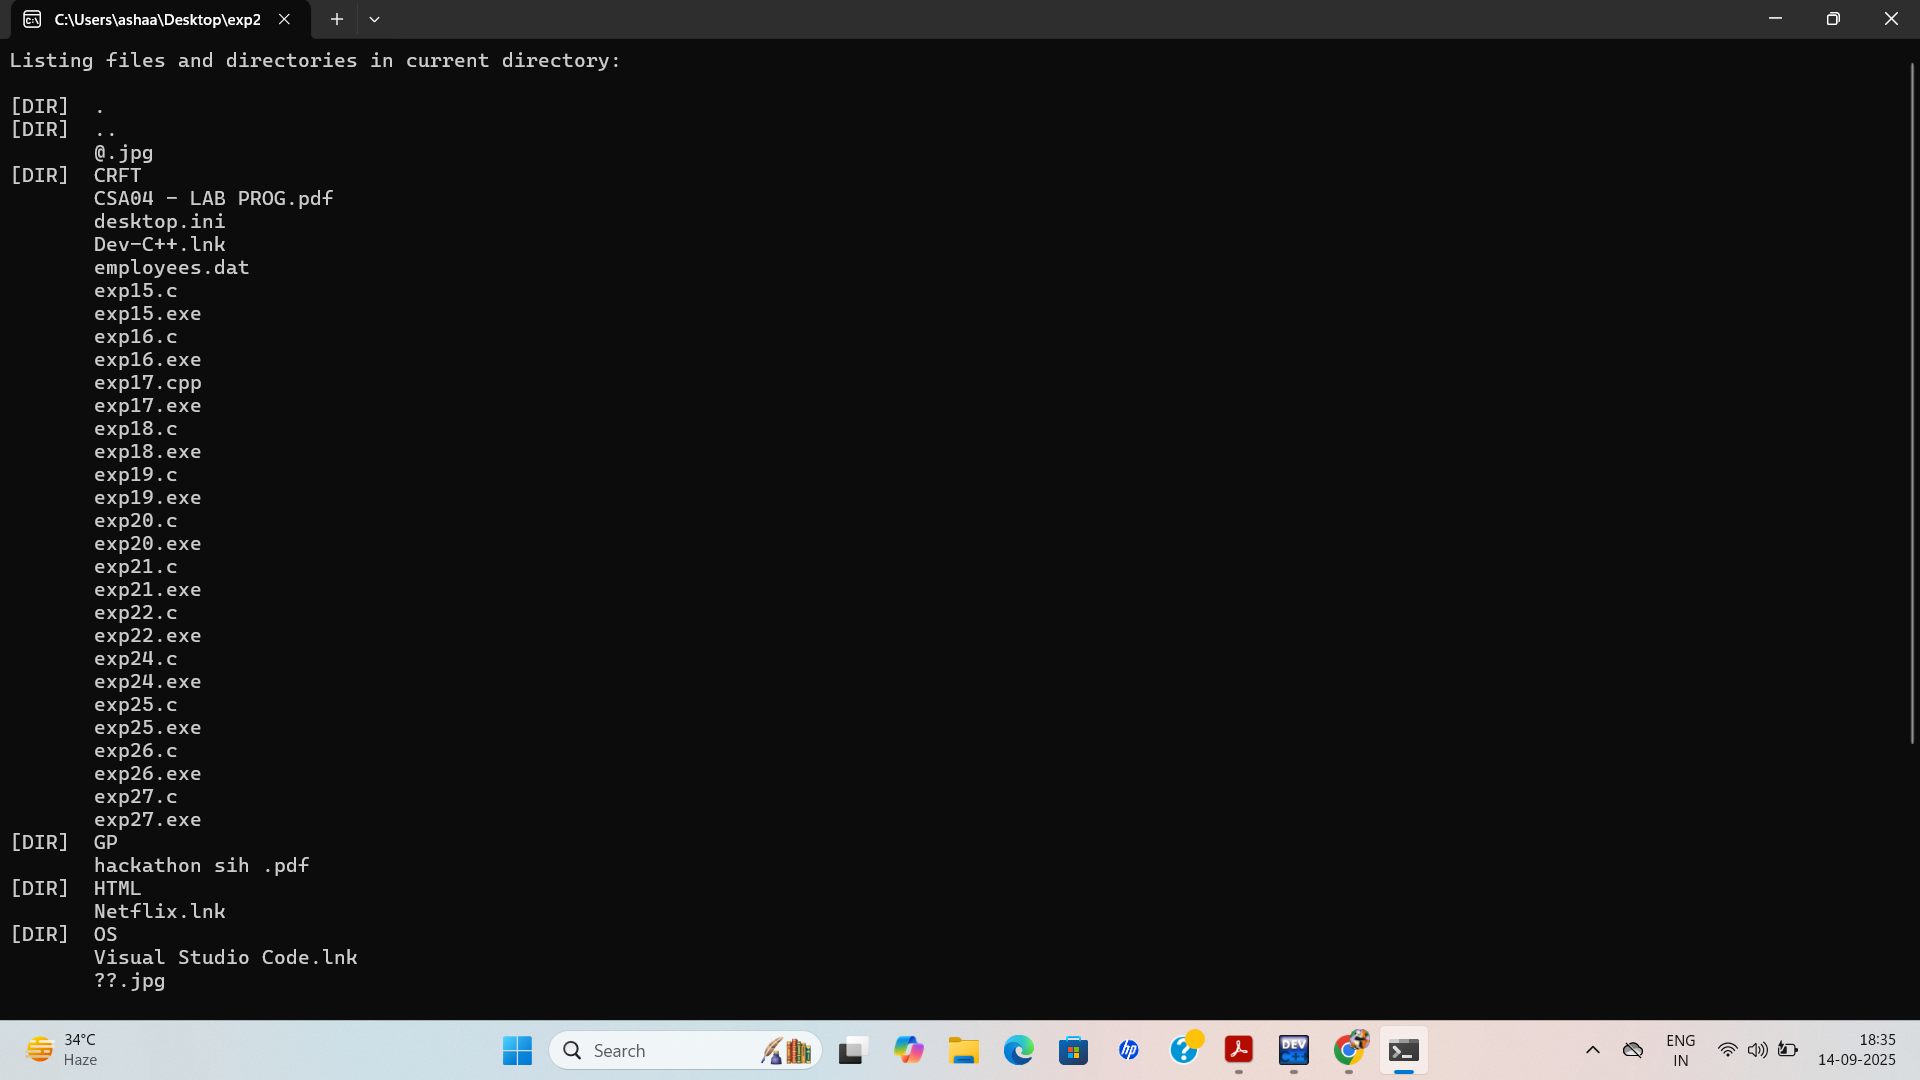 C:\Users\ashaa\Desktop\exp2
Listing files and directories in current directory:
[DIR] .
[DIR] ..
@.jpg
[DIR] CRFT
CSA04 - LAB PROG.pdf
desktop.ini
Dev-C++.lnk
employees.dat
exp15.c
exp15.exe
exp16.c
exp16.exe
exp17.cpp
exp17.exe
exp18.c
exp18.exe
exp19.c
exp19.exe
exp20.c
exp20.exe
exp21.c
exp21.exe
exp22.c
exp22.exe
exp24.c
exp24.exe
exp25.c
exp25.exe
exp26.c
exp26.exe
exp27.c
exp27.exe
[DIR] GP
hackathon sih .pdf
[DIR] HTML
Netflix.lnk
[DIR] OS
Visual Studio Code.lnk
??.jpg
34°C
Haze
Search
hp
DEV
C++
ENG
IN
18:35
14-09-2025